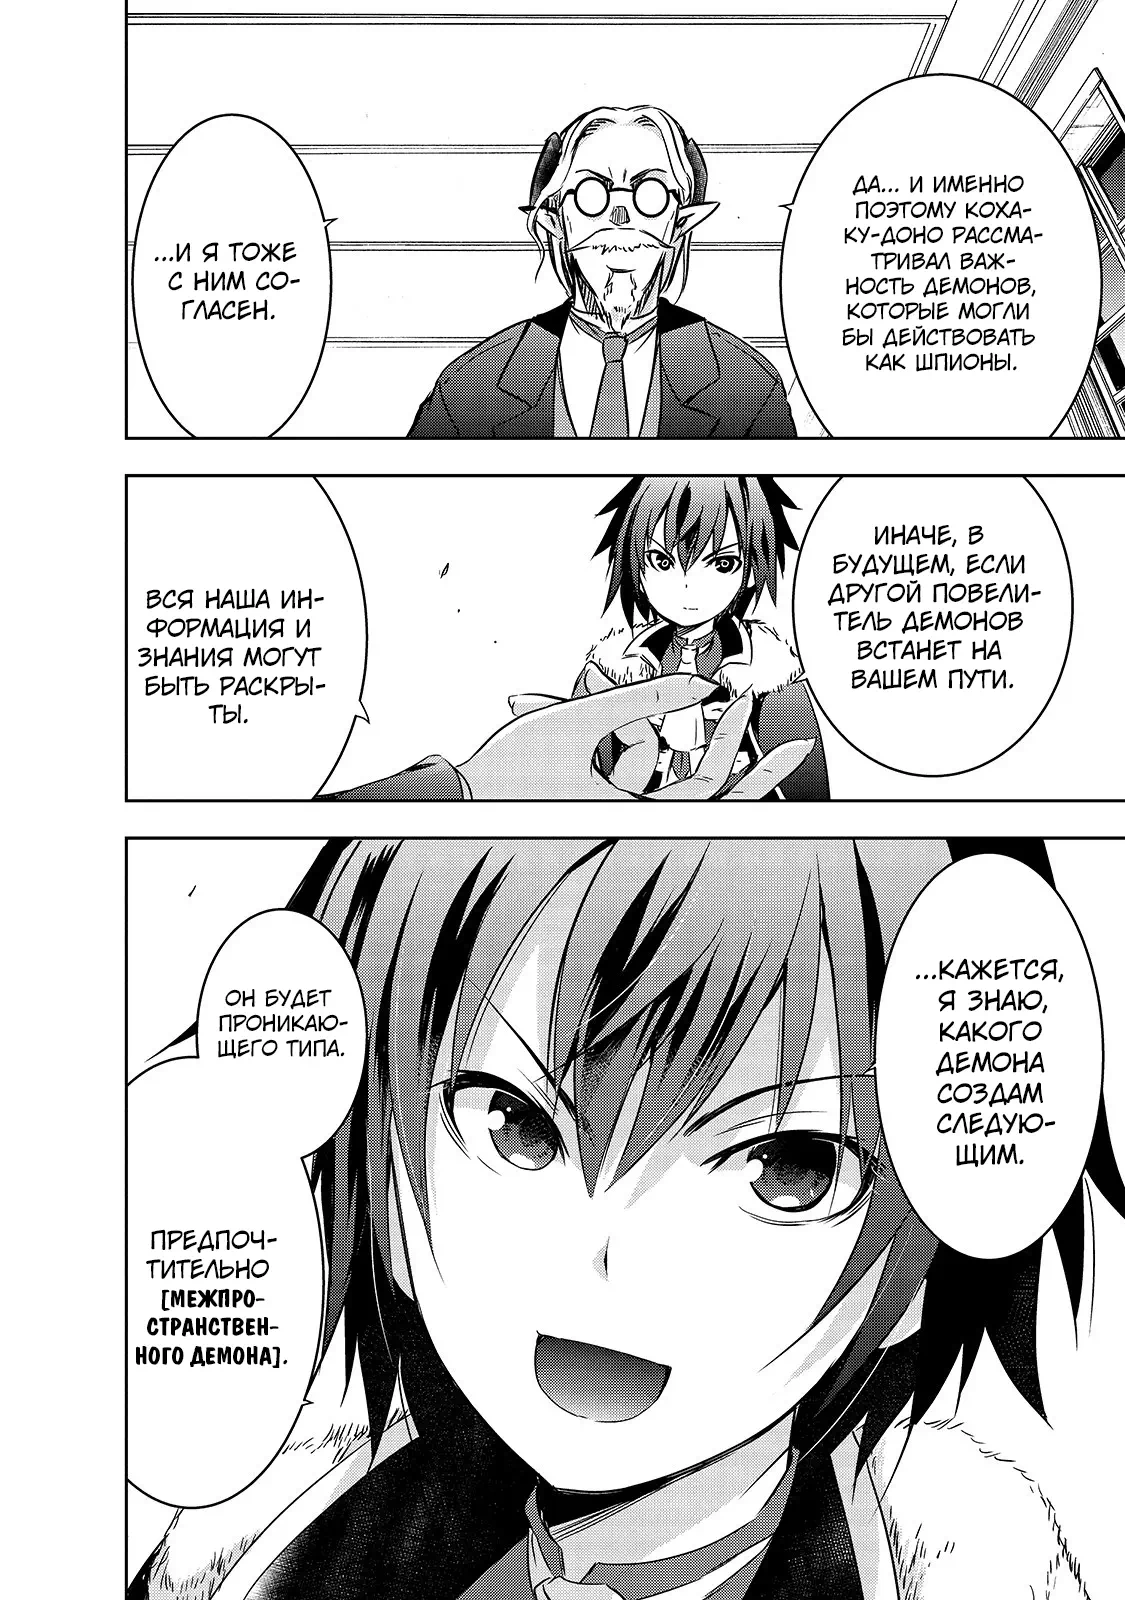 ДА... И ИМЕННО
ПОЭТОМУ КОХА-
КУ-ДОНО РАССМА-
ТРИВАЛ ВАЖ-
НОСТЬ ДЕМОНОВ,
КОТОРЫЕ МОГЛИ
БЫ ДЕЙСТВОВАТЬ
КАК ШПИОНЫ.
...И Я ТОЖЕ
С НИМ СО-
ГЛАСЕН.
ИНАЧЕ, В
БУДУЩЕМ, ЕСЛИ
ДРУГОЙ ПОВЕЛИ-
ТЕЛЬ ДЕМОНОВ
ВСТАНЕТ НА
ВАШЕМ ПУТИ.
ВСЯ НАША ИН-
ФОРМАЦИЯ И
ЗНАНИЯ МОГУТ
БЫТЬ РАСКРЫ-
ТЫ.
...КАЖЕТСЯ,
Я ЗНАЮ,
КАКОГО
ДЕМОНА
СОЗДАМ
СЛЕДУЮ-
ЩИМ.
ОН БУДЕТ
ПРОНИКАЮ-
ЩЕГО ТИПА.
ПРЕДПОЧ-
ТИТЕЛЬНО
[МЕЖПРО-
СТРАНСТВЕН-
НОГО ДЕМОНА].